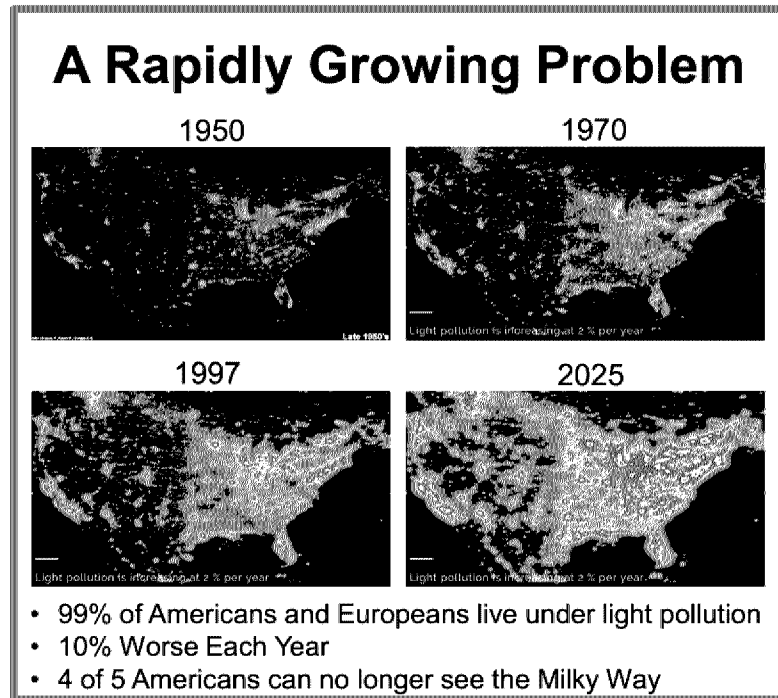 A Rapidly Growing Problem
1950
1970
Late 1950's
Light pollution is increasing at 2 % per year
1997
2025
Light pollution is increasing at 2 % per year
Light pollution is increasing at 2 % per year
• 99% of Americans and Europeans live under light pollution
• 10% Worse Each Year
• 4 of 5 Americans can no longer see the Milky Way